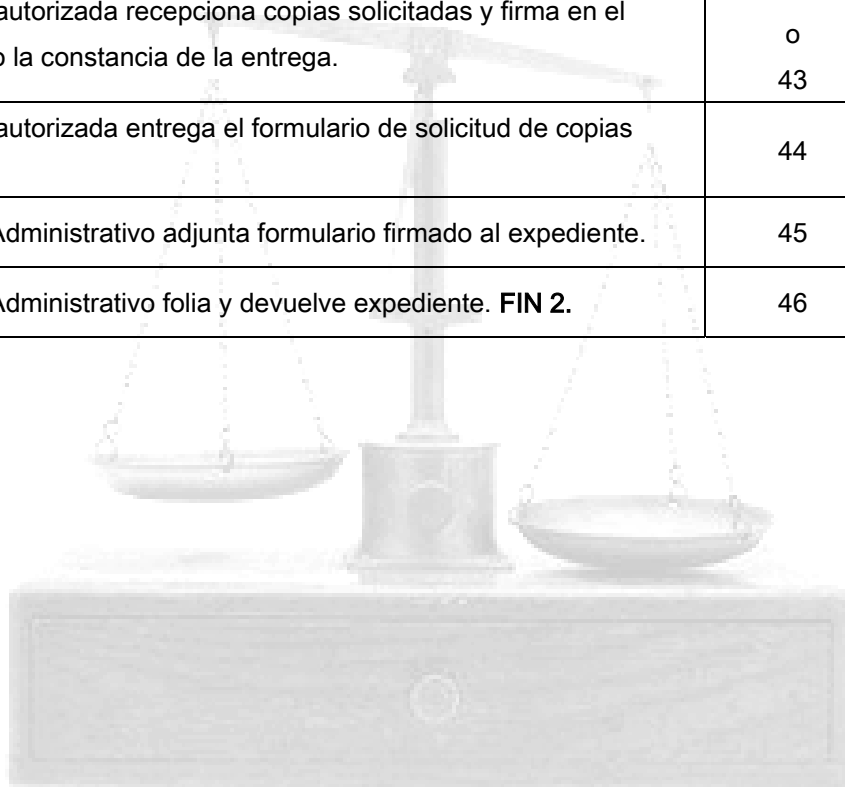 autorizada recepciona copias solicitadas y firma en el
o la constancia de la entrega.
o
43
autorizada entrega el formulario de solicitud de copias
44
Administrativo adjunta formulario firmado al expediente.
45
Administrativo folia y devuelve expediente. FIN 2.
46